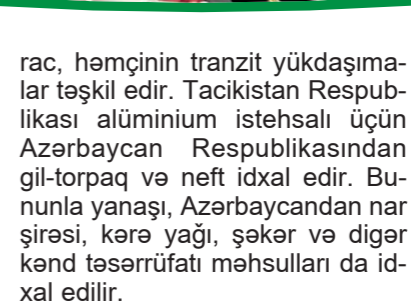 rac, həmçinin tranzit yükdaşıma-
lar təşkil edir. Tacikistan Respub-
likası alüminium istehsalı üçün
Azərbaycan Respublikasından
gil-torpaq və neft idxal edir. Bu-
nunla yanaşı, Azərbaycandan nar
şirəsi, kərə yağı, şəkər və digər
kənd təsərrüfatı məhsulları da id-
xal edilir.